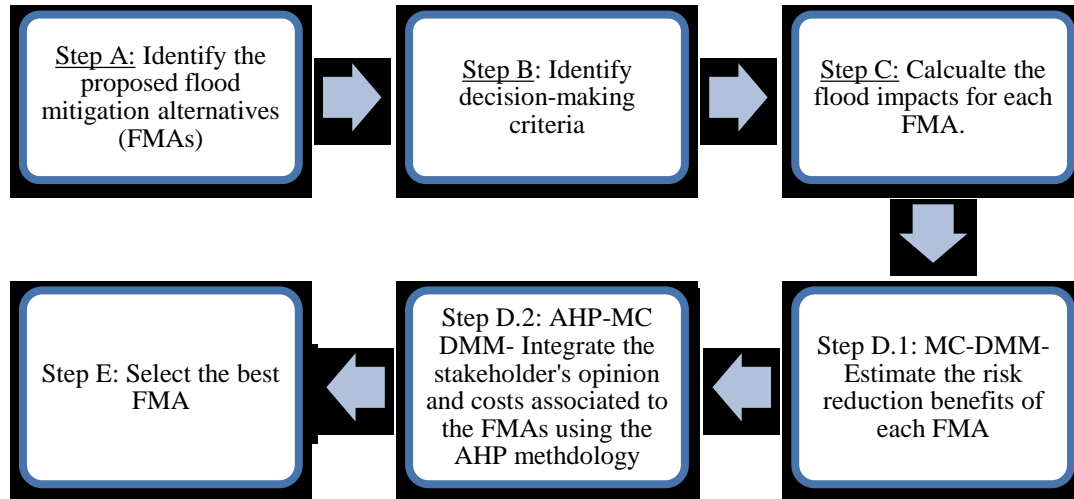 Step A: Identify the
proposed flood
mitigation alternatives
(FMAs)
Step B: Identify
decision-making
criteria
Step C: Calcualte the
flood impacts for each
FMA.
Step D.1: MC-DMM-
Estimate the risk
reduction benefits of
each FMA
Step D.2: AHP-MC
DMM- Integrate the
stakeholder's opinion
and costs associated to
the FMAs using the
AHP methdology
Step E: Select the best
FMA